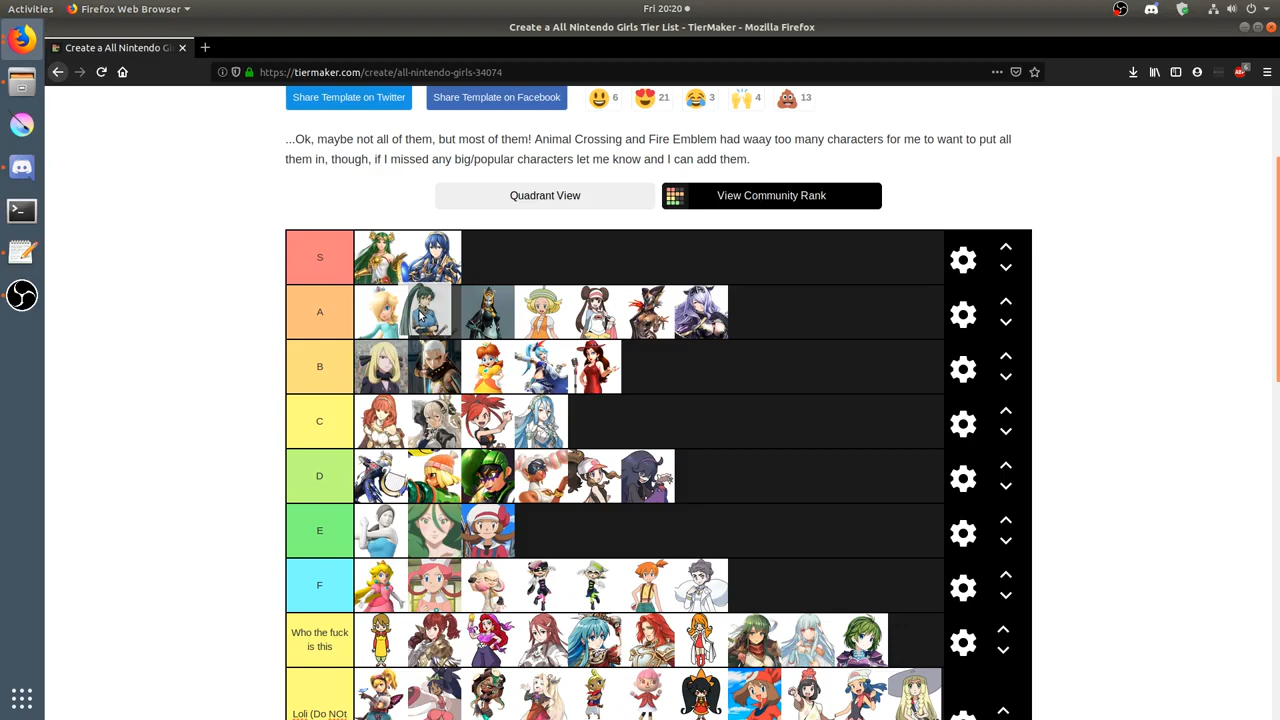 Activities
Firefox Web Browser
Fri 20:20
Create a All Nintendo Girls Tier List - TierMaker - Mozilla Firefox
Create a All Nintendo Gi
https://tiermaker.com/create/all-nintendo-girls-34074
6
Share Template on Twitter
Share Template on Facebook
6
21
3
4
13
...Ok, maybe not all of them, but most of them! Animal Crossing and Fire Emblem had waay too many characters for me to want to put all
them in, though, if I missed any big/popular characters let me know and I can add them.
Quadrant View
View Community Rank
S
A
B
C
D
E
F
Who the fuck
is this
Loli (Do NOt